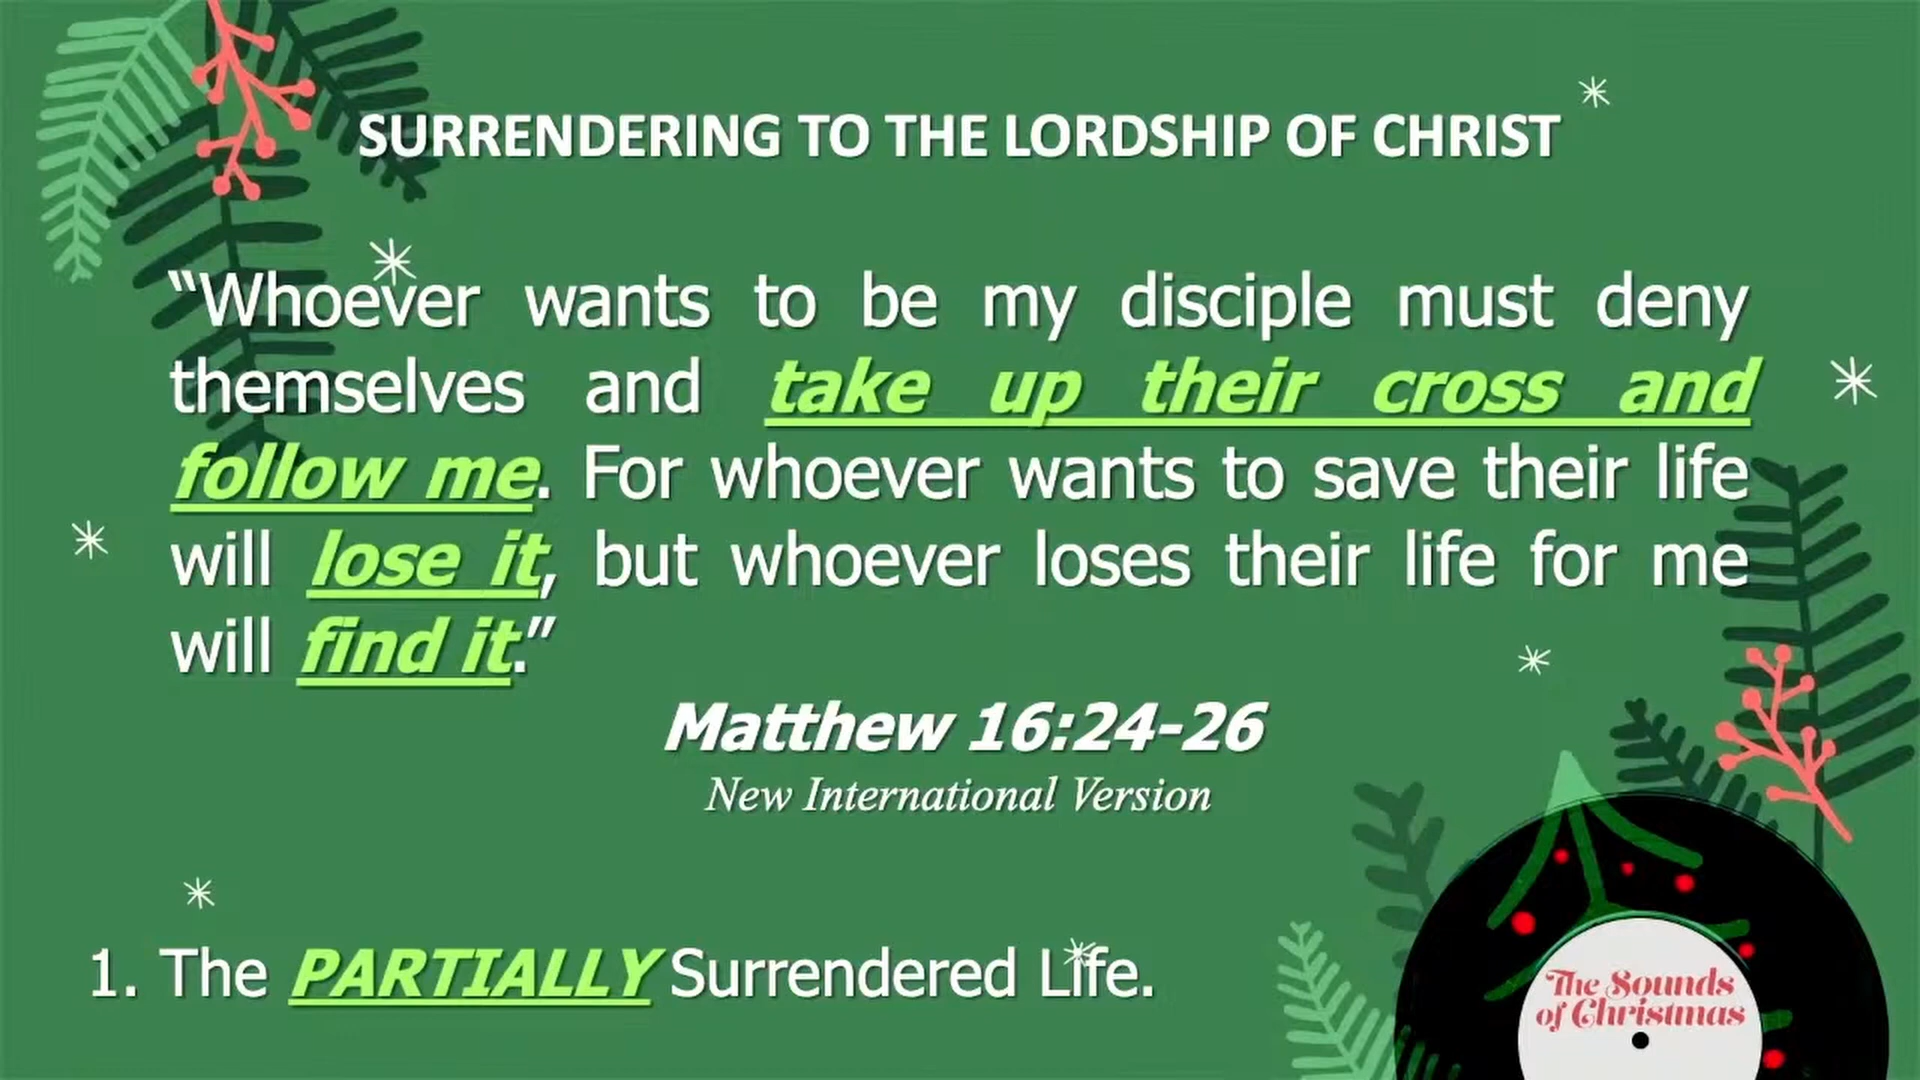 SURRENDERING TO THE LORDSHIP OF CHRIST
“Whoever wants to be my disciple must deny
themselves and take up their cross and
follow me. For whoever wants to save their life
will lose it, but whoever loses their life for me
will find it.”
Matthew 16:24-26
New International Version
1. The PARTIALLY Surrendered Life.
The Sounds
of Christmas